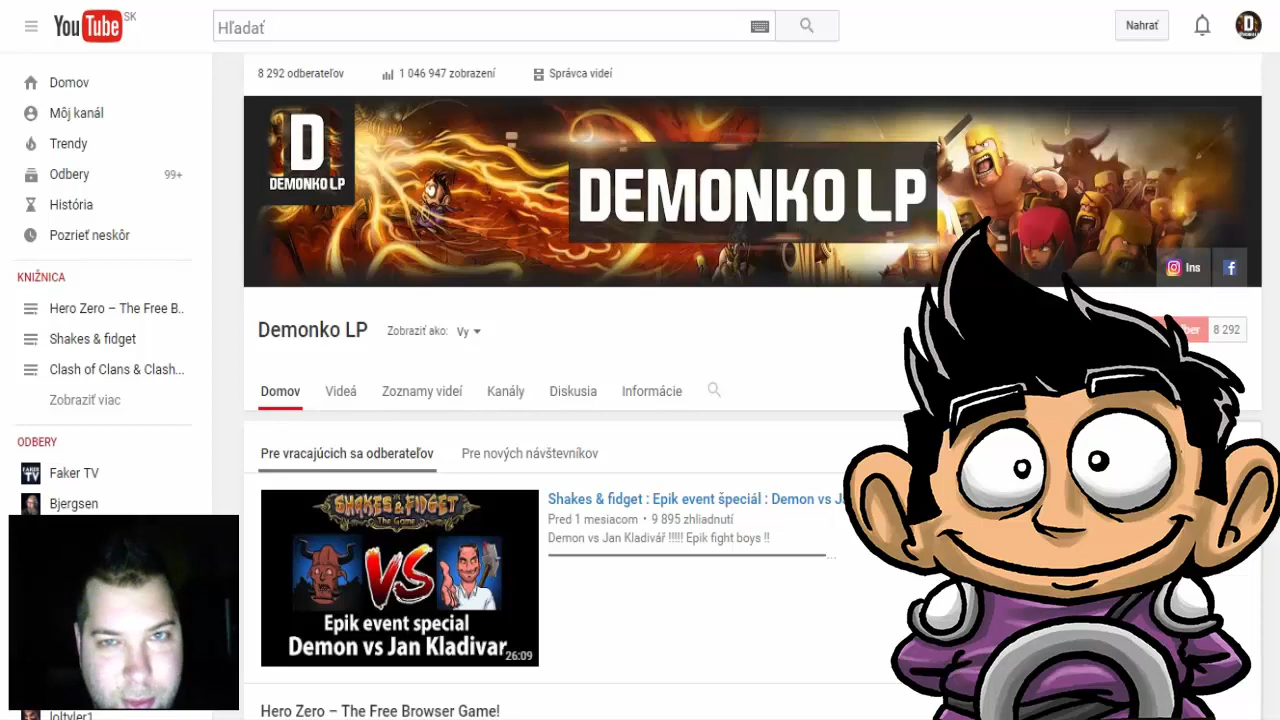 YouTube SK
Hľadať
Nahrať
Domov
Môj kanál
Trendy
Odbery 99+
História
Pozrieť neskôr
KNIŽNICA
Hero Zero – The Free B..
Shakes & fidget
Clash of Clans & Clash...
Zobraziť viac
ODBERY
Faker TV
Bjergsen
loltyler1
8 292 odberateľov
1 046 947 zobrazení
Správca videí
D
DEMONKO LP
DEMONKO LP
Ins
Demonko LP
Zobraziť ako: Vy
8 292
Domov
Videá
Zoznamy videí
Kanály
Diskusia
Informácie
Pre vracajúcich sa odberateľov
Pre nových návštevníkov
SHAKES & FIDGET
The Game
VS
Epik event special
Demon vs Jan Kladivar
26:09
Shakes & fidget : Epik event špeciál : Demon vs J
Pred 1 mesiacom • 9 895 zhliadnutí
Demon vs Jan Kladivář !!!!! Epik fight boys !!
Hero Zero – The Free Browser Game!